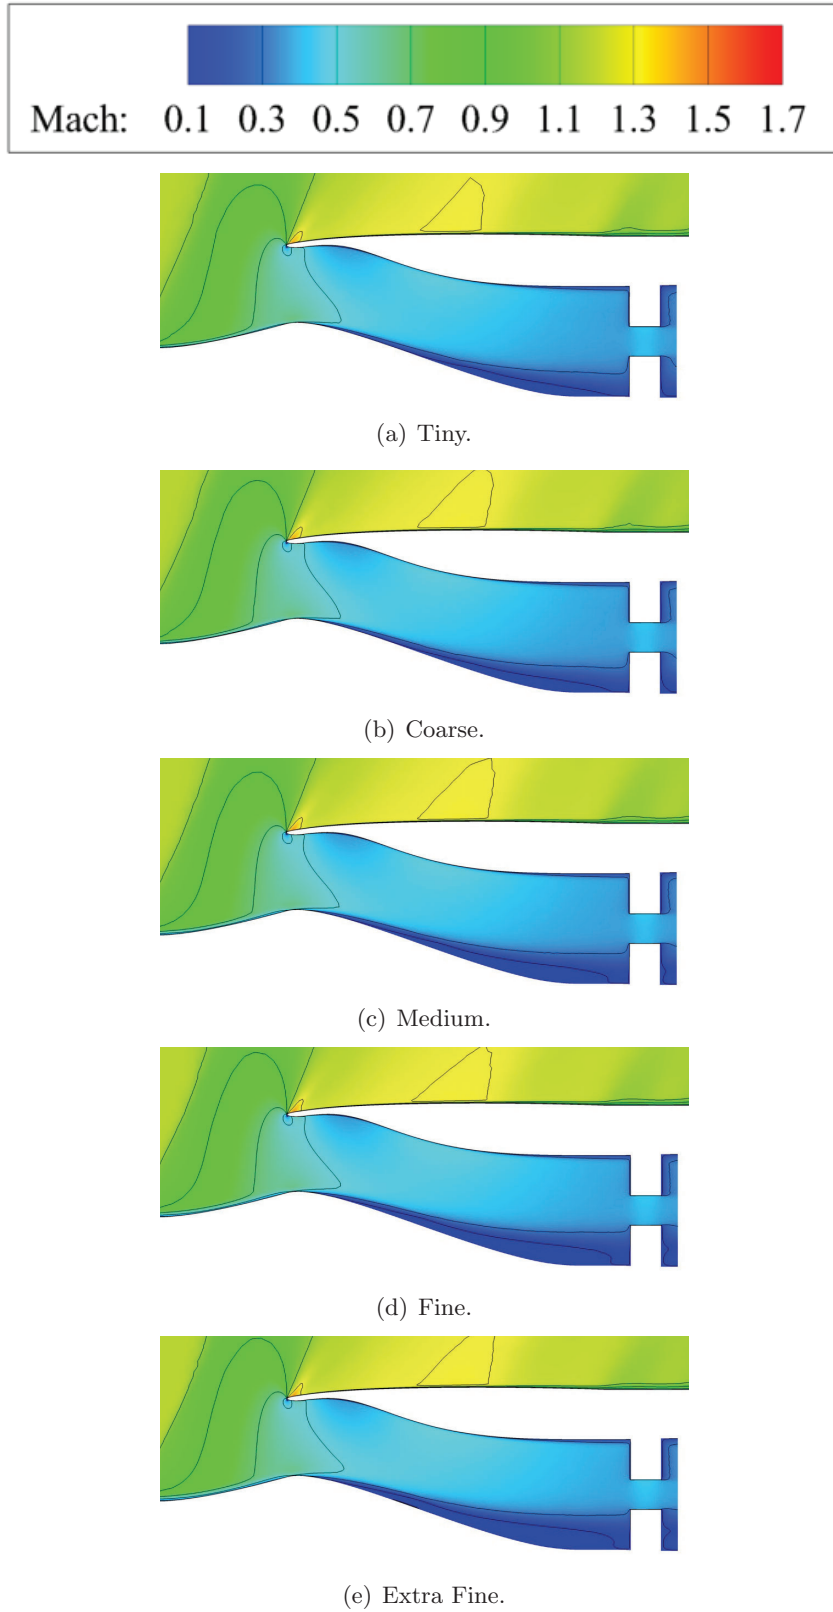 Mach: 0.1 0.3 0.5 0.7 0.9 1.1 1.3 1.5 1.7
(a) Tiny.
(b) Coarse.
(c) Medium.
(d) Fine.
(e) Extra Fine.